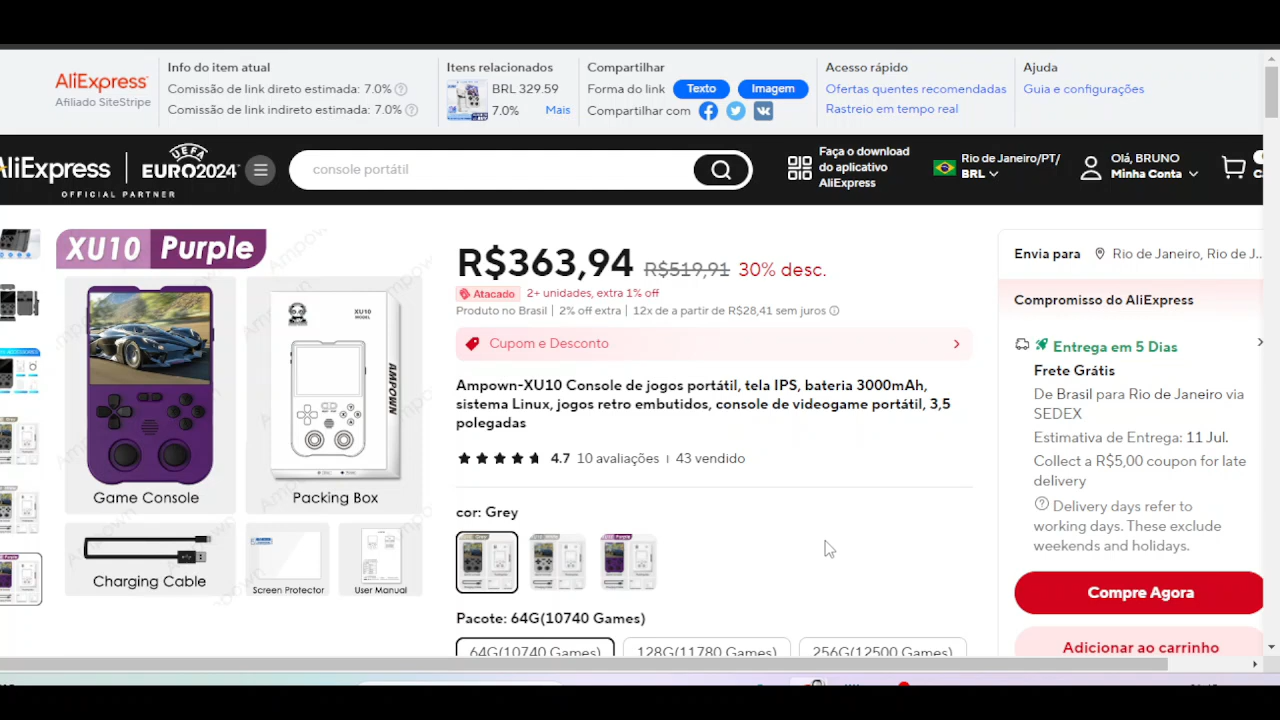 AliExpress
Afiliado SiteStripe
Info do item atual
Comissão de link direto estimada: 7.0%
Comissão de link indireto estimada: 7.0%
Itens relacionados
BRL 329.59
7.0% Mais
Compartilhar
Forma do link Texto Imagem
Compartilhar com
Acesso rápido
Ofertas quentes recomendadas
Rastreio em tempo real
Ajuda
Guia e configurações
AliExpress
UEFA
EURO2024
OFFICIAL PARTNER
console portátil
Faça o download
do aplicativo
AliExpress
Rio de Janeiro/PT/
BRL
Olá, BRUNO
Minha Conta
XU10 Purple
XU10
MODEL
AMPOWN
Game Console
Packing Box
Charging Cable
Screen Protector
User Manual
R$363,94 R$519,91 30% desc.
Atacado 2+ unidades, extra 1% off
Produto no Brasil | 2% off extra | 12x de a partir de R$28,41 sem juros
Cupom e Desconto
Ampown-XU10 Console de jogos portátil, tela IPS, bateria 3000mAh,
sistema Linux, jogos retro embutidos, console de videogame portátil, 3,5
polegadas
4.7 10 avaliações | 43 vendido
cor: Grey
Pacote: 64G(10740 Games)
64G(10740 Games) 128G(11780 Games) 256G(12500 Games)
Envia para Rio de Janeiro, Rio de J...
Compromisso do AliExpress
Entrega em 5 Dias
Frete Grátis
De Brasil para Rio de Janeiro via
SEDEX
Estimativa de Entrega: 11 Jul.
Collect a R$5,00 coupon for late
delivery
Delivery days refer to
working days. These exclude
weekends and holidays.
Compre Agora
Adicionar ao carrinho